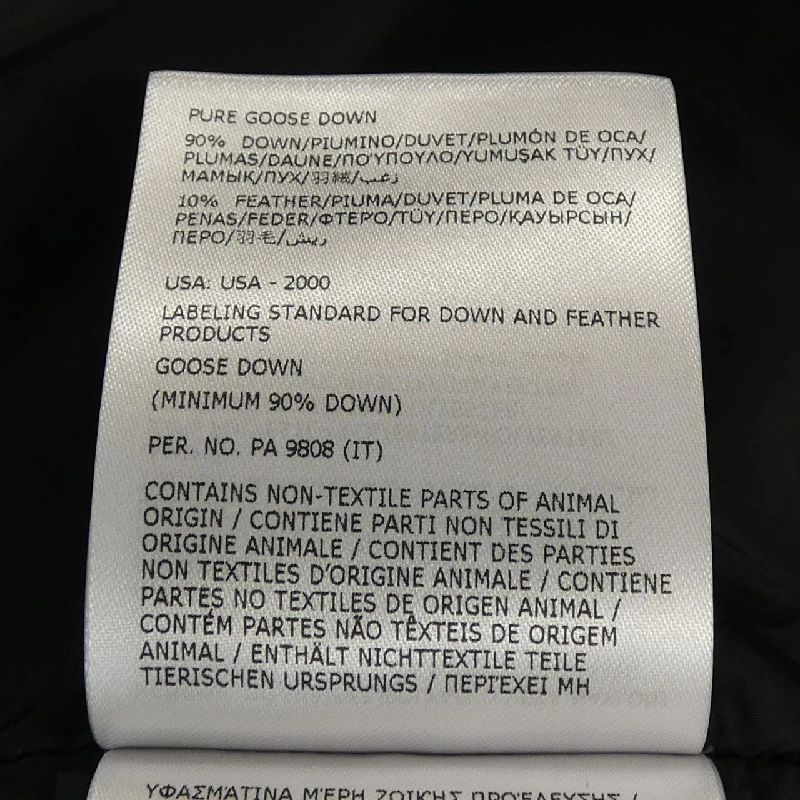 PURE GOOSE DOWN
90% DOWN/PIUMINO/DUVET/PLUMÓN DE OCA/
PLUMAS/DAUNE/ΠΟΎΠΟΥΛΟ/YUMUŞAK TÜY/ПУХ/
МАМЫҚ/ПУХ/羽絨/زغب/
10% FEATHER/PIUMA/DUVET/PLUMA DE OCA/
PENAS/FEDER/ΦΤΕΡΌ/TÜY/ПЕРО/ҚАУЫРСЫН/
ПЕРО/羽毛/ريش
USA: USA - 2000
LABELING STANDARD FOR DOWN AND FEATHER
PRODUCTS
GOOSE DOWN
(MINIMUM 90% DOWN)
PER. NO. PA 9808 (IT)
CONTAINS NON-TEXTILE PARTS OF ANIMAL
ORIGIN / CONTIENE PARTI NON TESSILI DI
ORIGINE ANIMALE / CONTIENT DES PARTIES
NON TEXTILES D'ORIGINE ANIMALE / CONTIENE
PARTES NO TEXTILES DE ORIGEN ANIMAL /
CONTÉM PARTES NÃO TÊXTEIS DE ORIGEM
ANIMAL / ENTHÄLT NICHTTEXTILE TEILE
TIERISCHEN URSPRUNGS / ΠΕΡΙΈΧΕΙ ΜΗ
ΥΦΑΣΜΆΤΙΝΑ ΜΈΡΗ ΖΩΙΚΉΣ ΠΡΟΈΛΕΥΣΗΣ /